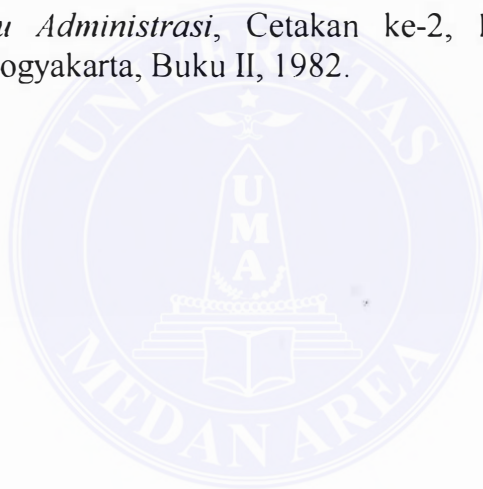 u Administrasi, Cetakan ke-2,
ogyakarta, Buku II, 1982.
UNIVERSITAS
UMA
MEDAN AREA